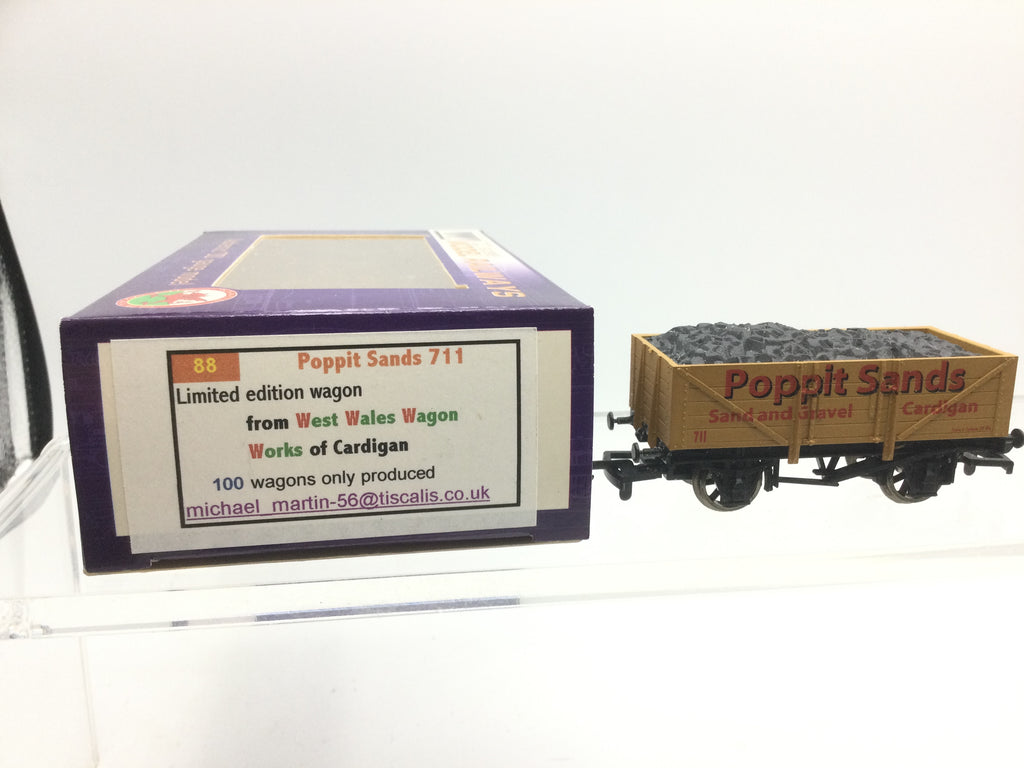 88
Poppit Sands 711
Limited edition wagon
from West Wales Wagon
Works of Cardigan
100 wagons only produced
michael_martin-56@tiscalis.co.uk
Poppit Sands
Sand and Gravel
Cardigan
711